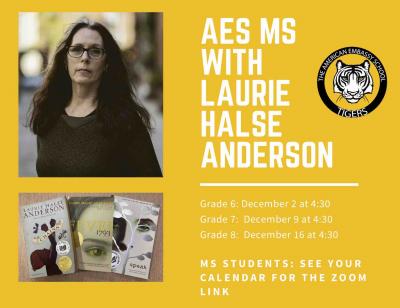 AES MS
WITH
LAURIE
HALSE
ANDERSON
THE AMERICAN EMBASSY SCHOOL
TIGERS
Grade 6: December 2 at 4:30
Grade 7: December 9 at 4:30
Grade 8: December 16 at 4:30
MS STUDENTS: SEE YOUR
CALENDAR FOR THE ZOOM
LINK
LAURIE HALSE
ANDERSON
1793
speak